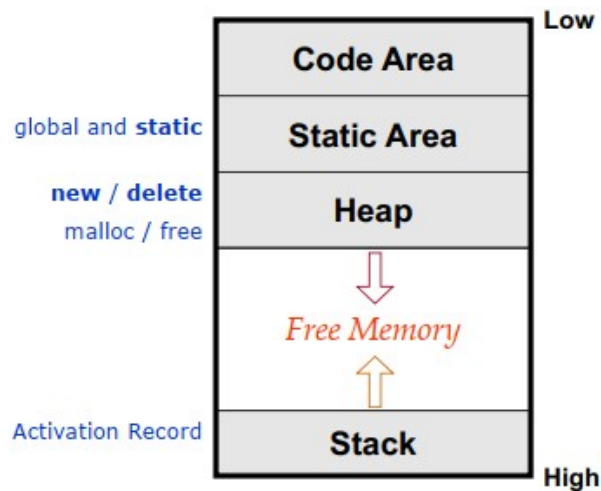 Low
Code Area
global and static
Static Area
new / delete
malloc / free
Heap
Free Memory
Activation Record
Stack
High